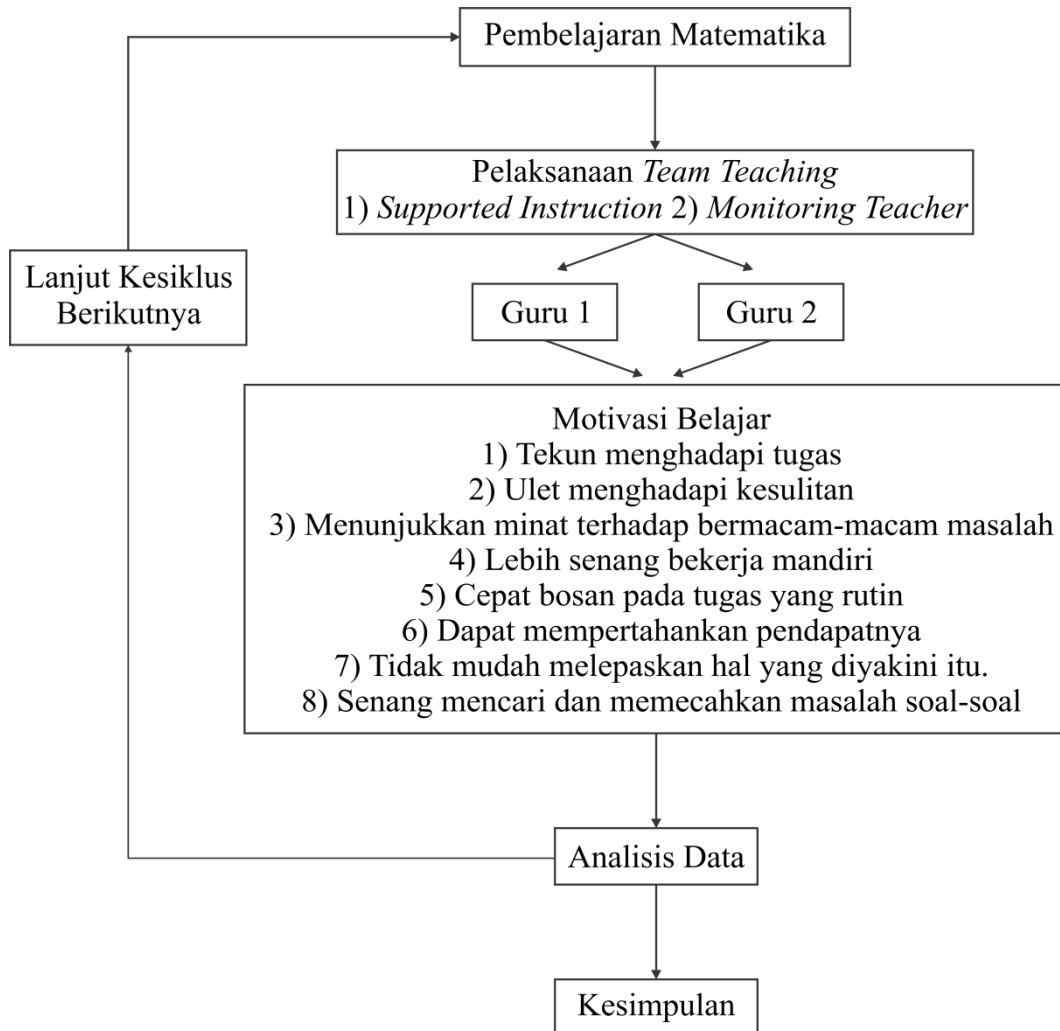 Pembelajaran Matematika
Pelaksanaan Team Teaching
1) Supported Instruction 2) Monitoring Teacher
Lanjut Kesiklus
Berikutnya
Guru 1
Guru 2
Motivasi Belajar
1) Tekun menghadapi tugas
2) Ulet menghadapi kesulitan
3) Menunjukkan minat terhadap bermacam-macam masalah
4) Lebih senang bekerja mandiri
5) Cepat bosan pada tugas yang rutin
6) Dapat mempertahankan pendapatnya
7) Tidak mudah melepaskan hal yang diyakini itu.
8) Senang mencari dan memecahkan masalah soal-soal
Analisis Data
Kesimpulan